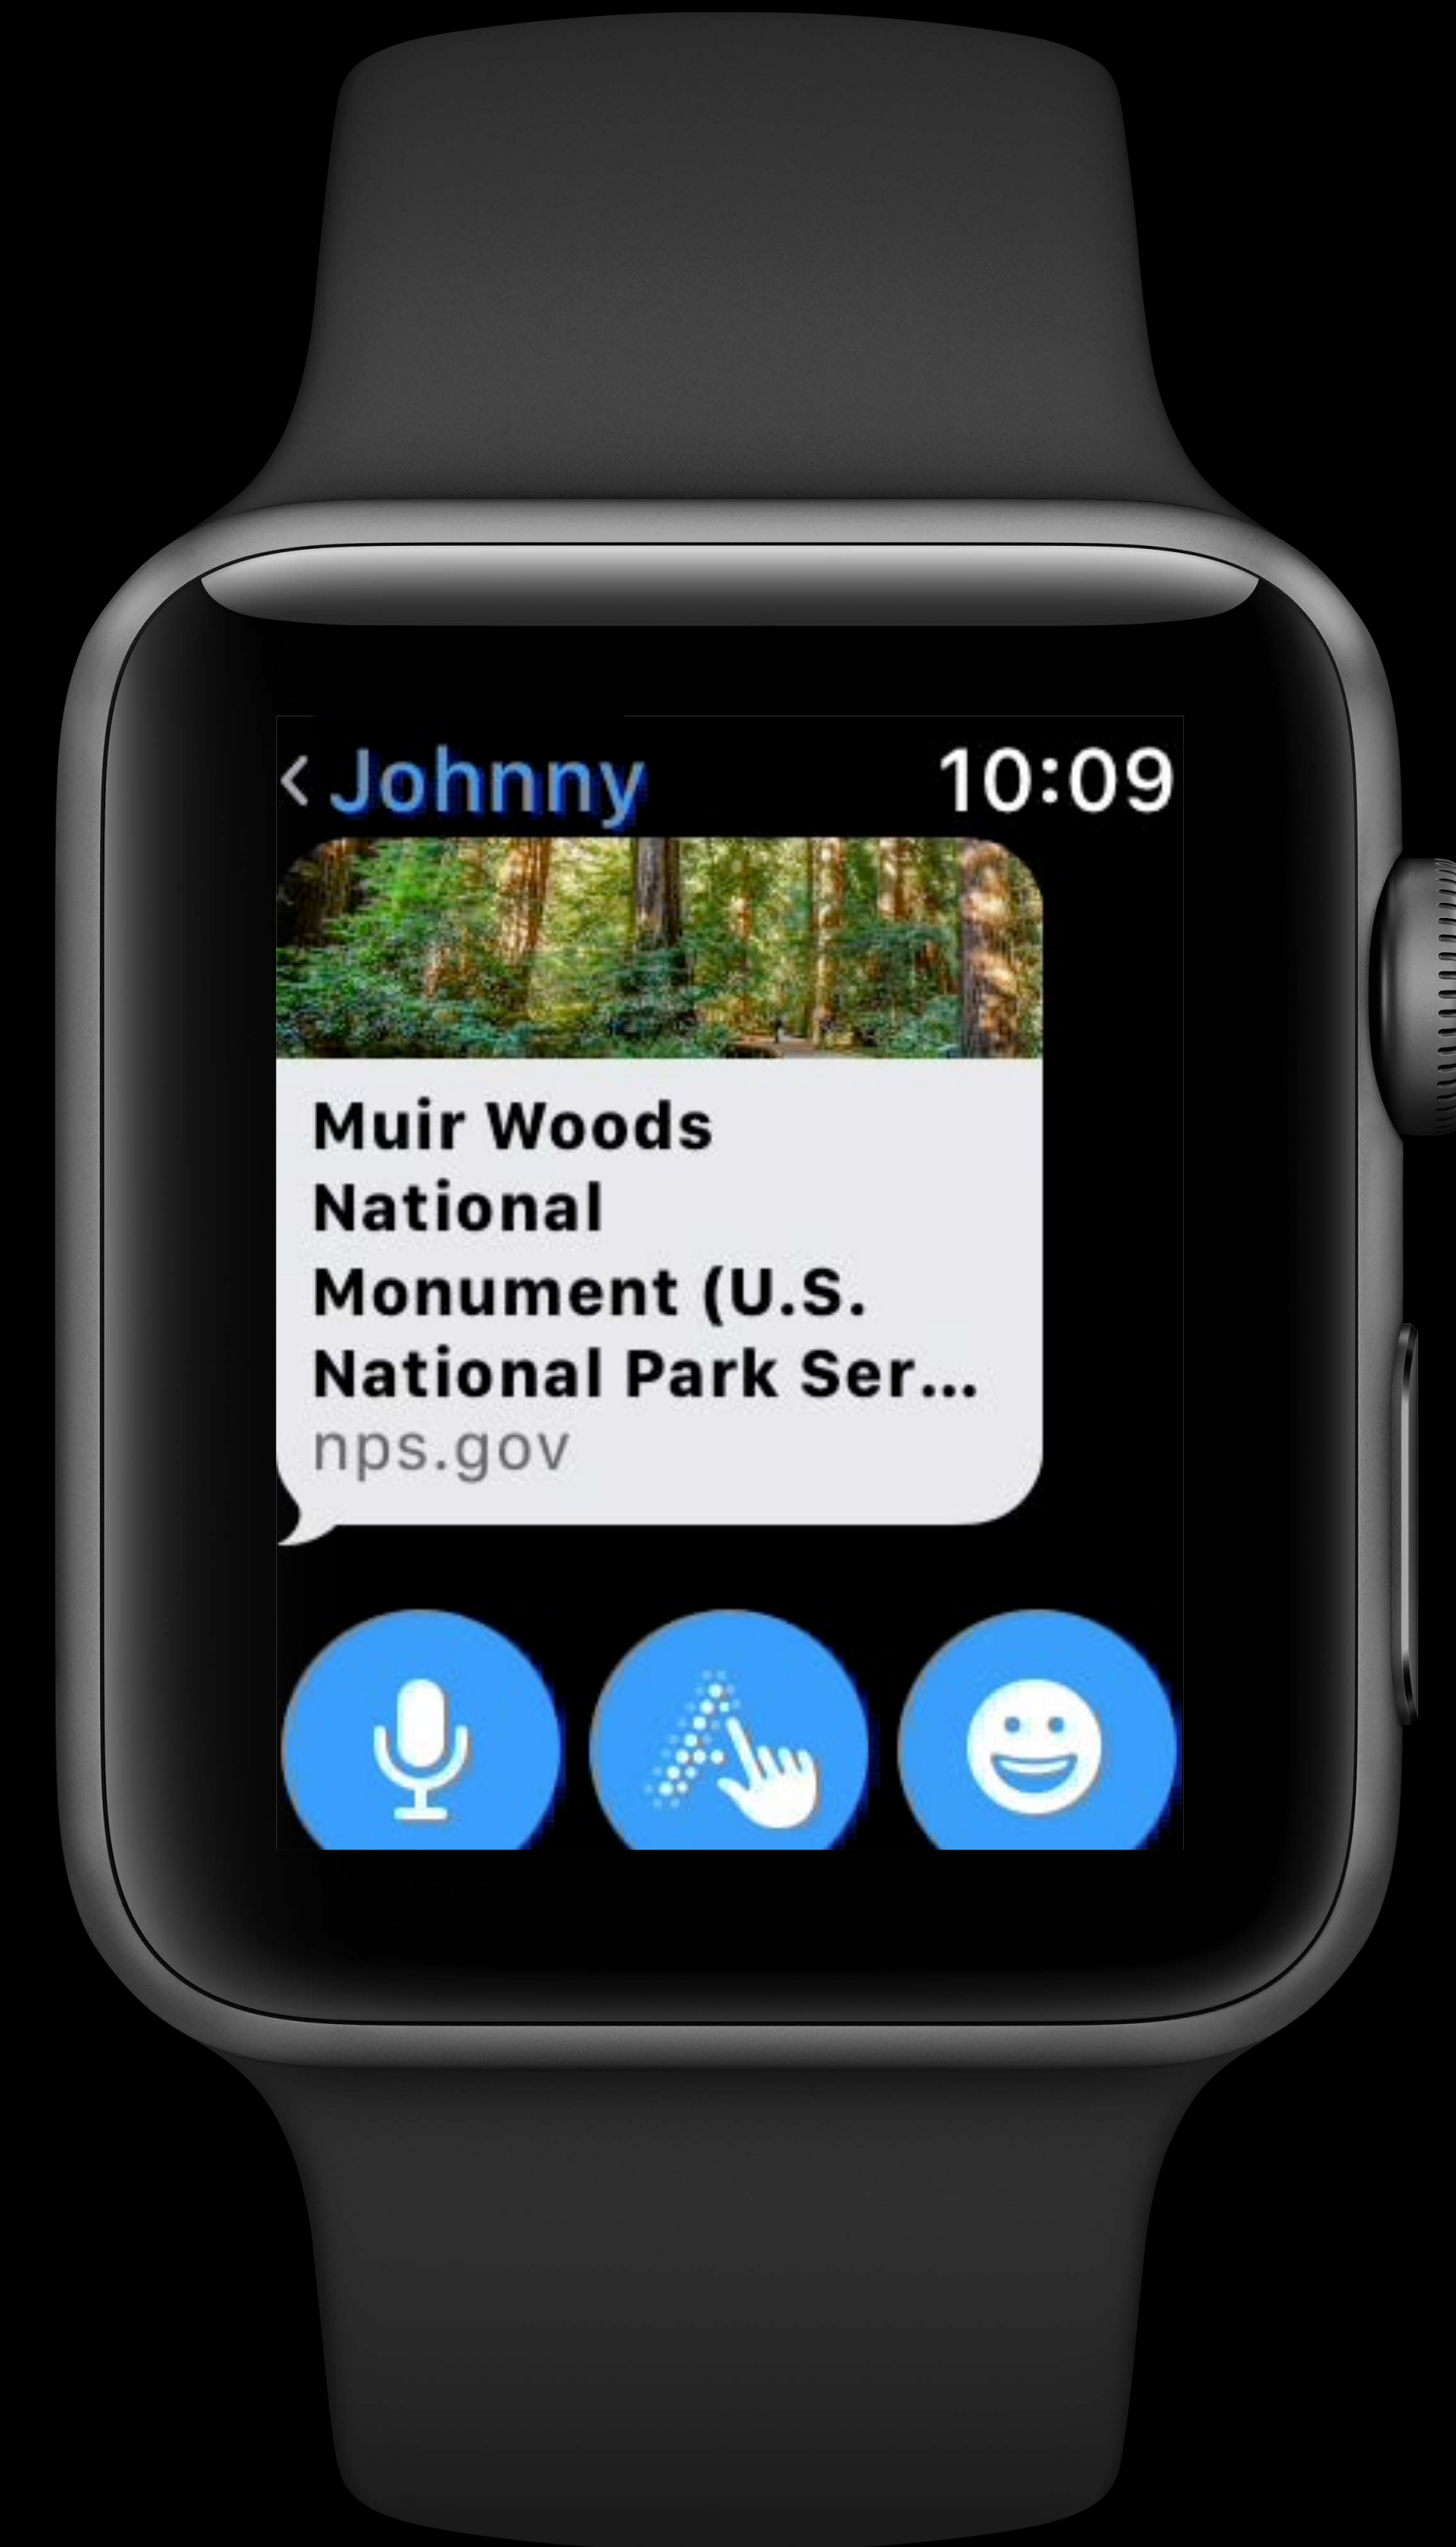 Johnny
10:09
Muir Woods
National
Monument (U.S.
National Park Ser...
nps.gov